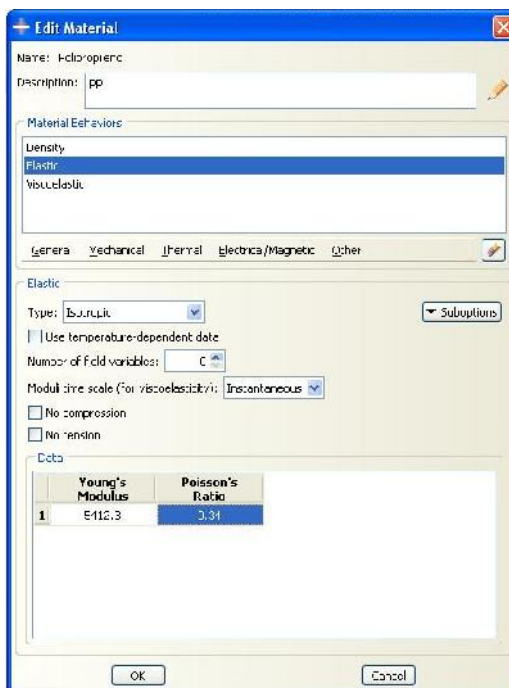 Edit Material
Name: Polipropieno
Description: pp
Material Behaviors
Density
Elastic
Viscoelastic
General Mechanical Thermal Electrical/Magnetic Other
Elastic
Type: Isotropic
Suboptions
Use temperature-dependent data
Number of field variables: 0
Moduli time scale (for viscoelasticity): Instantaneous
No compression
No tension
Data
Young's Modulus
Poisson's Ratio
1 0.34
OK Cancel